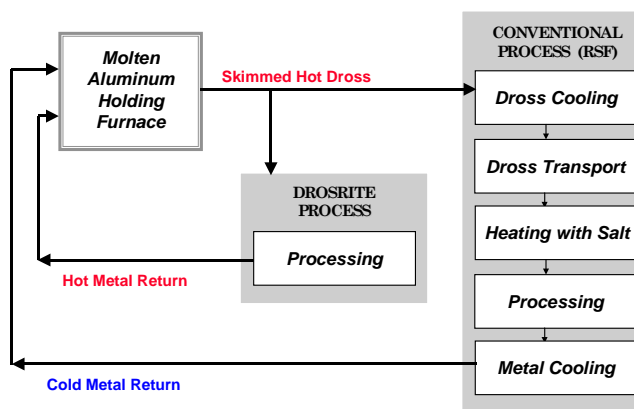 Molten
Aluminum
Holding
Furnace
Skimmed Hot Dross
CONVENTIONAL
PROCESS (RSF)
Dross Cooling
Dross Transport
Heating with Salt
Processing
Metal Cooling
DROSRITE
PROCESS
Processing
Hot Metal Return
Cold Metal Return